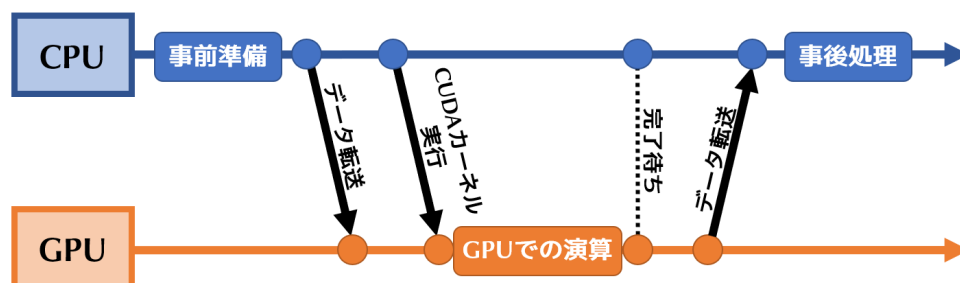 CPU
事前準備
データ転送
CUDAカーネル
実行
完了待ち
データ転送
事後処理
GPU
GPUでの演算